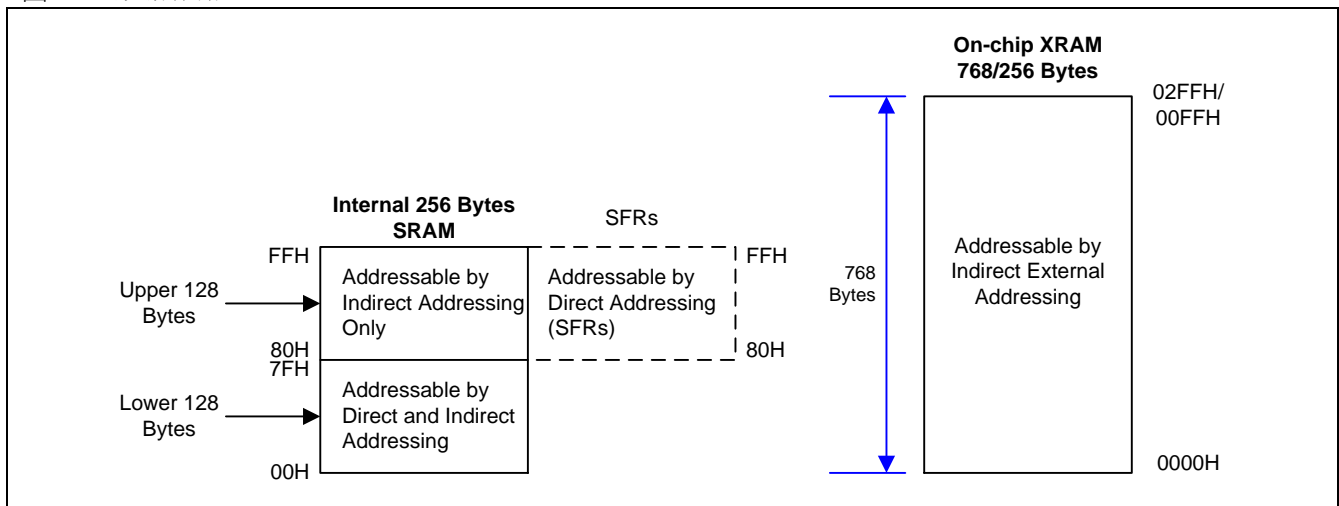 On-chip XRAM
768/256 Bytes
02FFH/
00FFH
Internal 256 Bytes
SRAM
SFRs
FFH
Addressable by
Indirect Addressing
Only
Addressable by
Direct Addressing
(SFRs)
FFH
Upper 128
Bytes
80H
7FH
80H
Lower 128
Bytes
Addressable by
Direct and Indirect
Addressing
00H
768
Bytes
Addressable by
Indirect External
Addressing
0000H